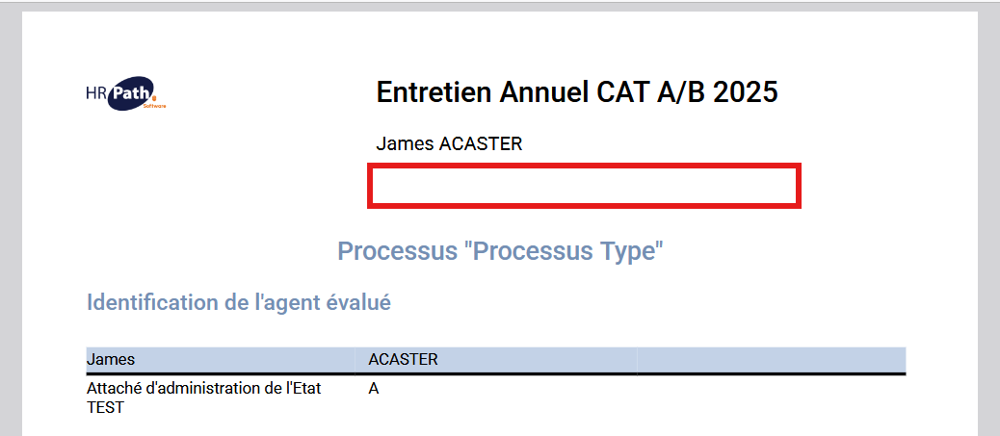 HR Path.
Software
Entretien Annuel CAT A/B 2025
James ACASTER
Processus "Processus Type"
Identification de l'agent évalué
James ACASTER
Attaché d'administration de l'Etat A
TEST